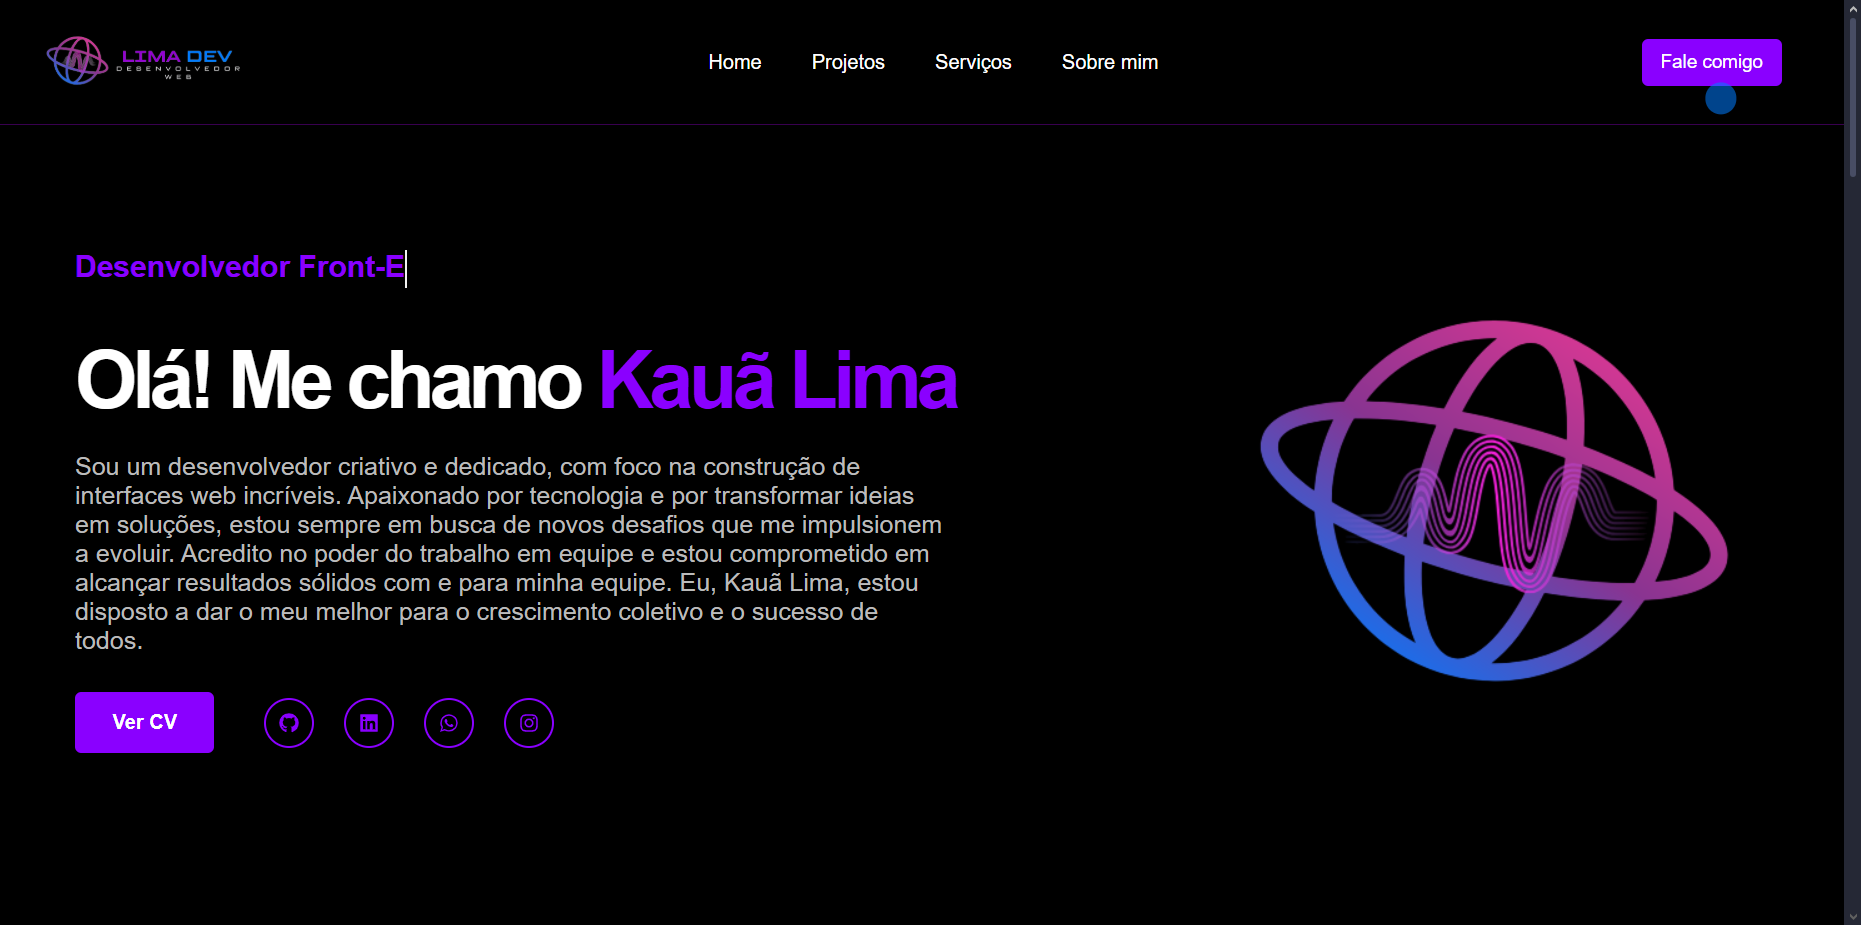 LIMA DEV
DESENVOLVEDOR
WEB
Home
Projetos
Serviços
Sobre mim
Fale comigo
Desenvolvedor Front-E
Olá! Me chamo Kauã Lima
Sou um desenvolvedor criativo e dedicado, com foco na construção de
interfaces web incríveis. Apaixonado por tecnologia e por transformar ideias
em soluções, estou sempre em busca de novos desafios que me impulsionem
a evoluir. Acredito no poder do trabalho em equipe e estou comprometido em
alcançar resultados sólidos com e para minha equipe. Eu, Kauã Lima, estou
disposto a dar o meu melhor para o crescimento coletivo e o sucesso de
todos.
Ver CV